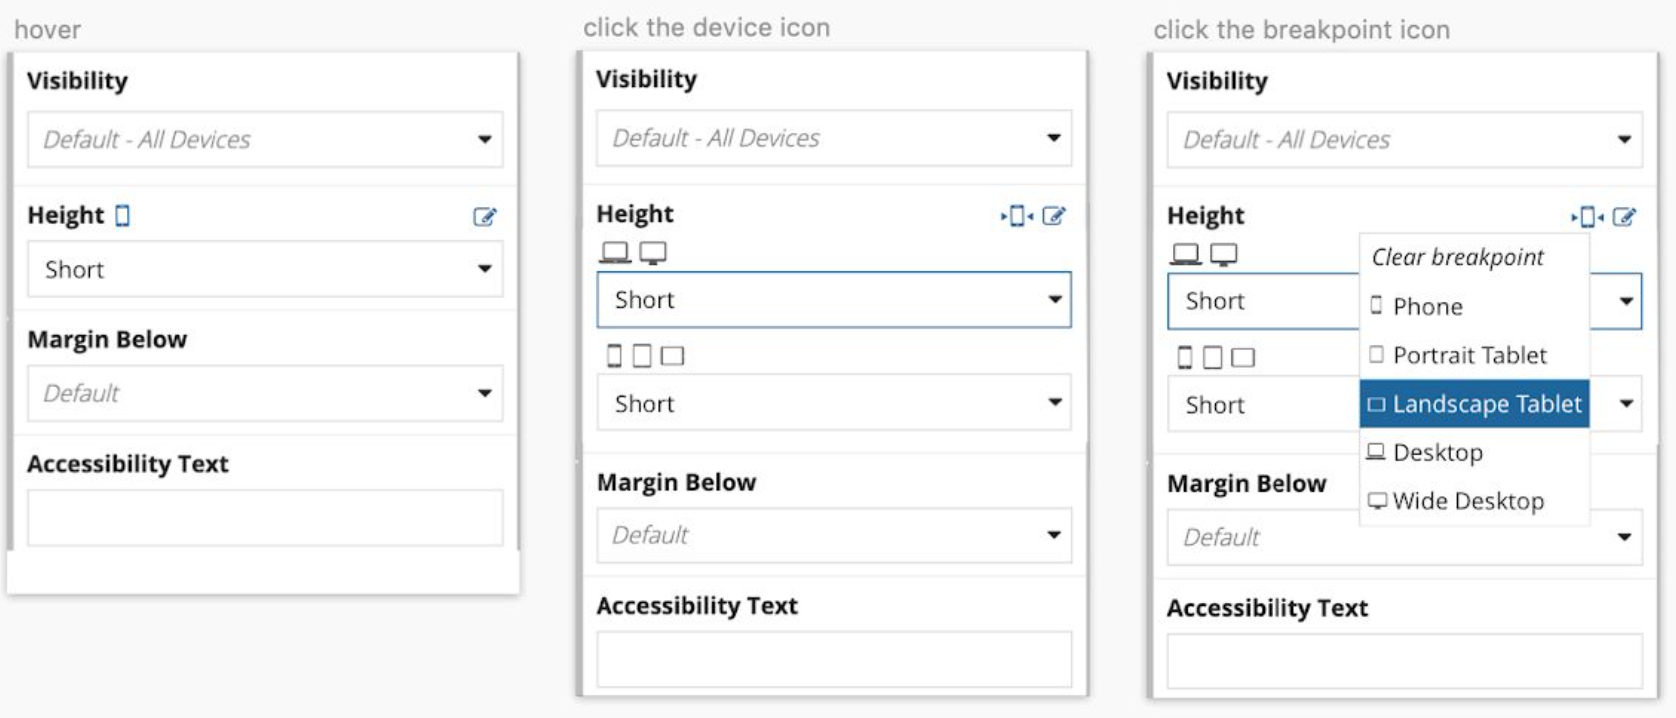 hover
Visibility
Default - All Devices
Height
Short
Margin Below
Default
Accessibility Text
click the device icon
Visibility
Default - All Devices
Height
Short
Short
Margin Below
Default
Accessibility Text
click the breakpoint icon
Visibility
Default - All Devices
Height
Short
Short
Clear breakpoint
Phone
Portrait Tablet
Landscape Tablet
Desktop
Wide Desktop
Margin Below
Default
Accessibility Text